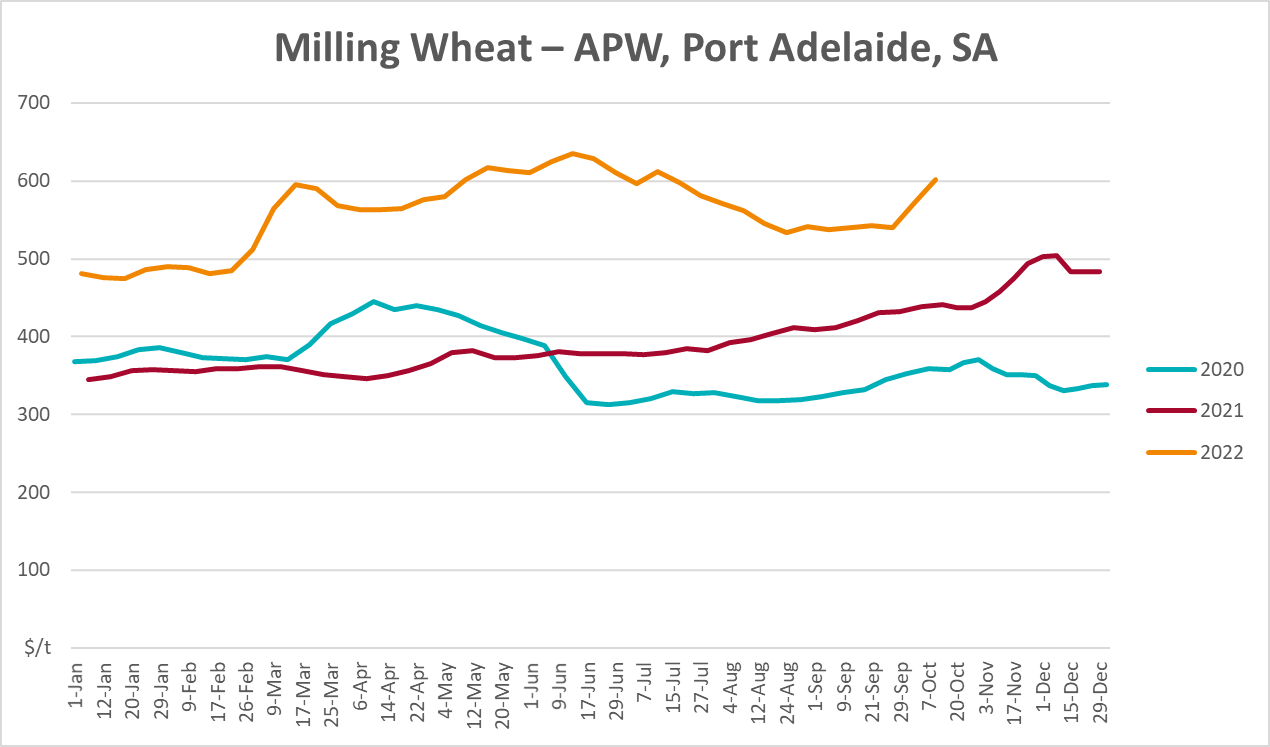 Milling Wheat – APW, Port Adelaide, SA
700
600
500
400
300
200
100
$/t
2020
2021
2022
1-Jan
12-Jan
20-Jan
29-Jan
9-Feb
17-Feb
26-Feb
9-Mar
17-Mar
25-Mar
6-Apr
14-Apr
22-Apr
4-May
12-May
20-May
1-Jun
9-Jun
17-Jun
29-Jun
7-Jul
15-Jul
27-Jul
4-Aug
12-Aug
24-Aug
1-Sep
9-Sep
21-Sep
29-Sep
7-Oct
20-Oct
3-Nov
17-Nov
1-Dec
15-Dec
29-Dec